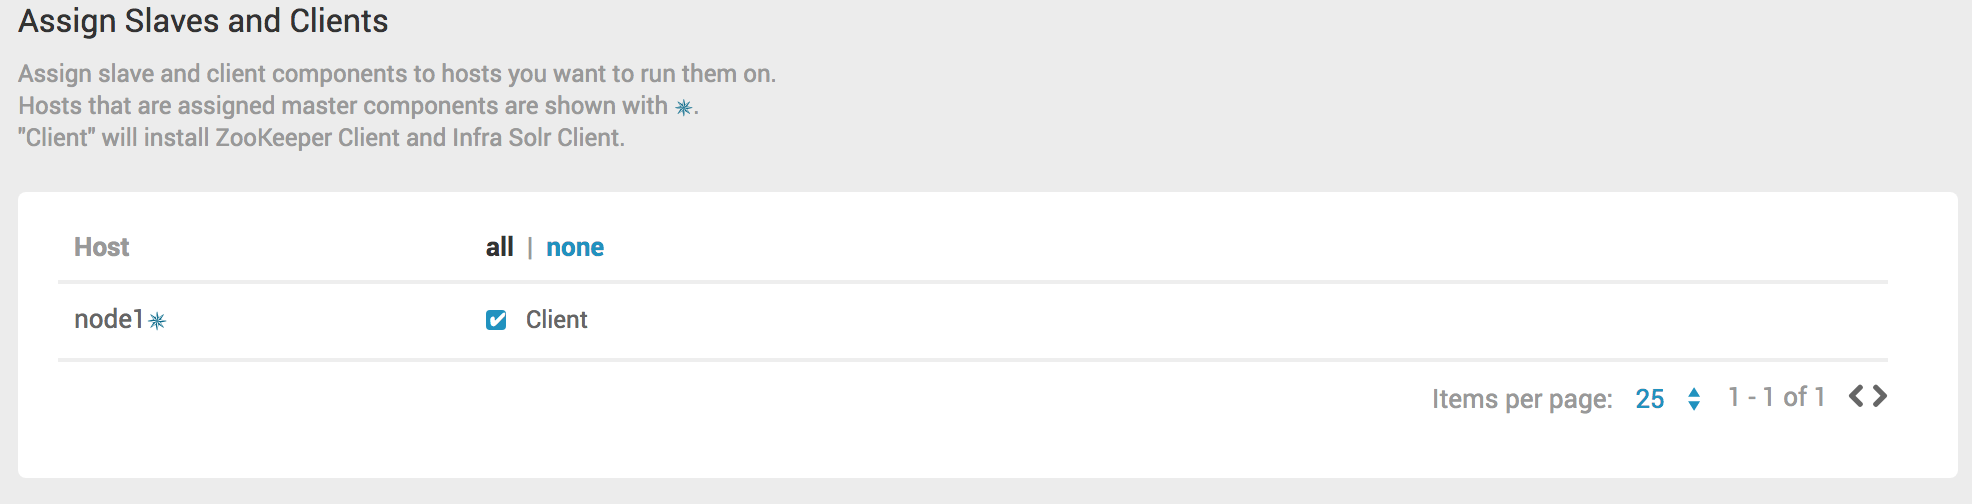 Assign Slaves and Clients
Assign slave and client components to hosts you want to run them on.
Hosts that are assigned master components are shown with ✴.
"Client" will install ZooKeeper Client and Infra Solr Client.
Host all | none
node1✴ Client
Items per page: 25 1 - 1 of 1